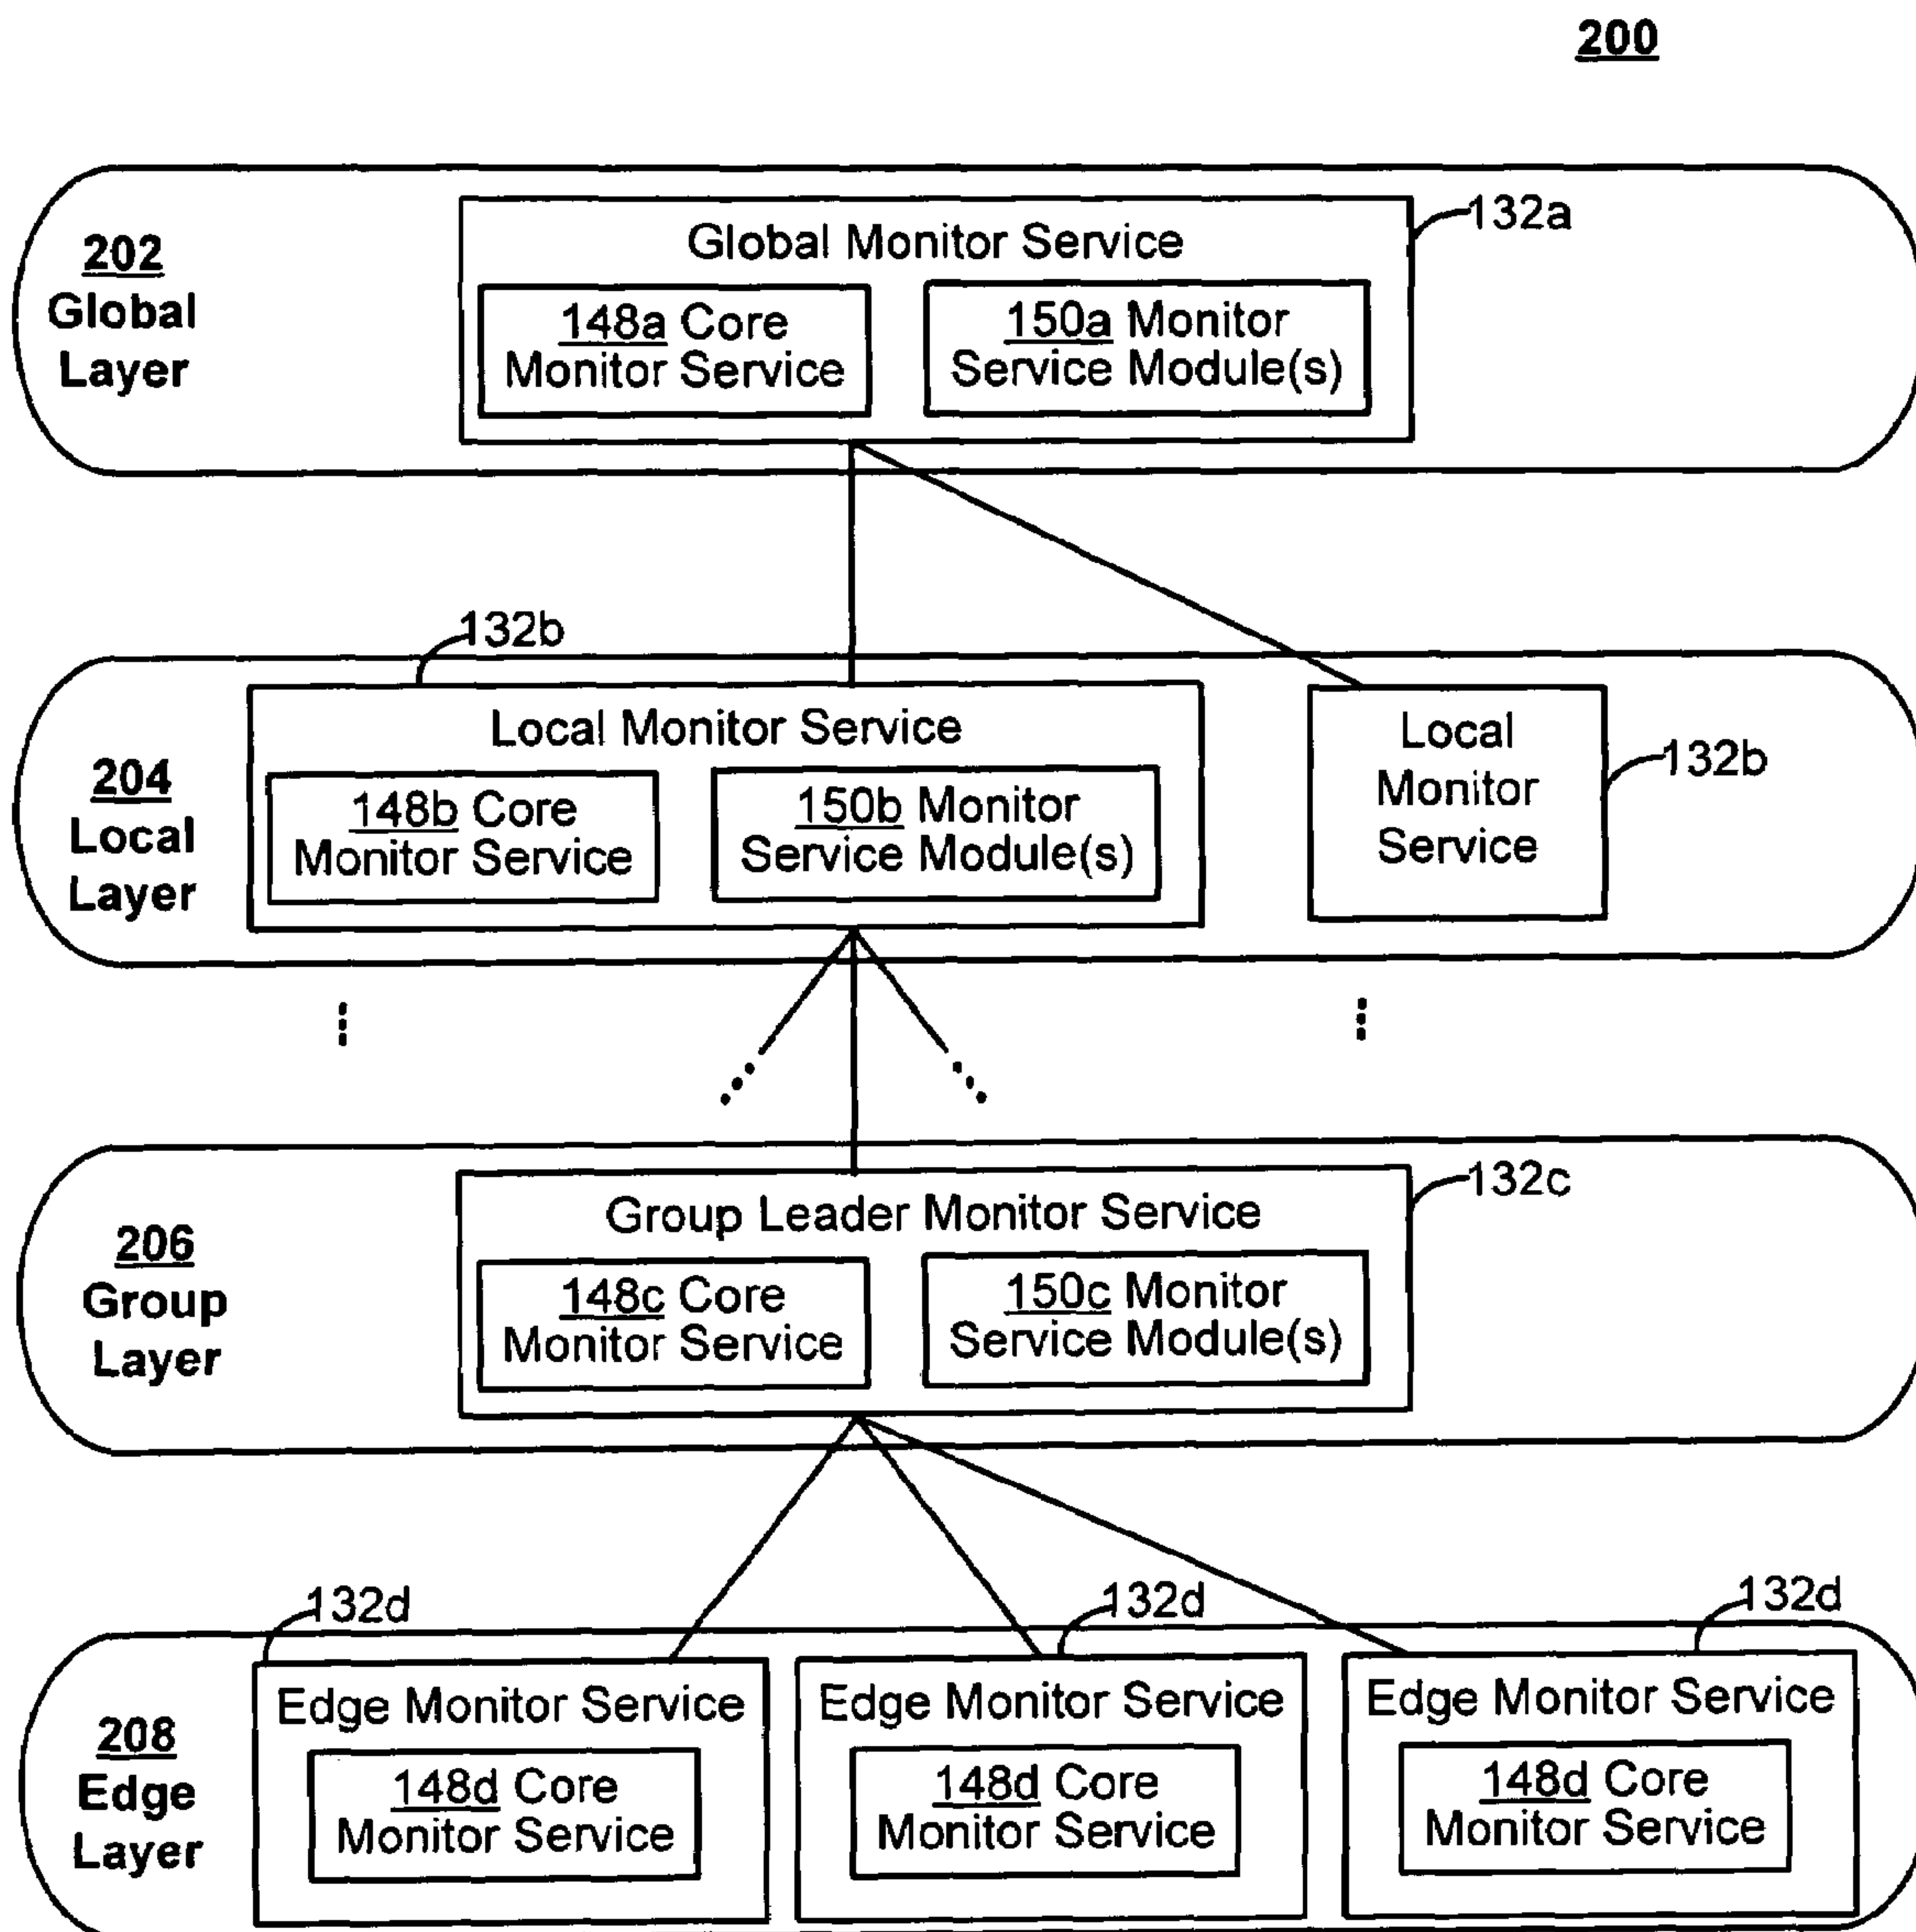 200
132a
202
Global
Layer
Global Monitor Service
148a Core
Monitor Service
150a Monitor
Service Module(s)
132b
204
Local
Layer
Local Monitor Service
148b Core
Monitor Service
150b Monitor
Service Module(s)
Local
Monitor
Service
132b
132c
206
Group
Layer
Group Leader Monitor Service
148c Core
Monitor Service
150c Monitor
Service Module(s)
132d
132d
132d
208
Edge
Layer
Edge Monitor Service
148d Core
Monitor Service
Edge Monitor Service
148d Core
Monitor Service
Edge Monitor Service
148d Core
Monitor Service